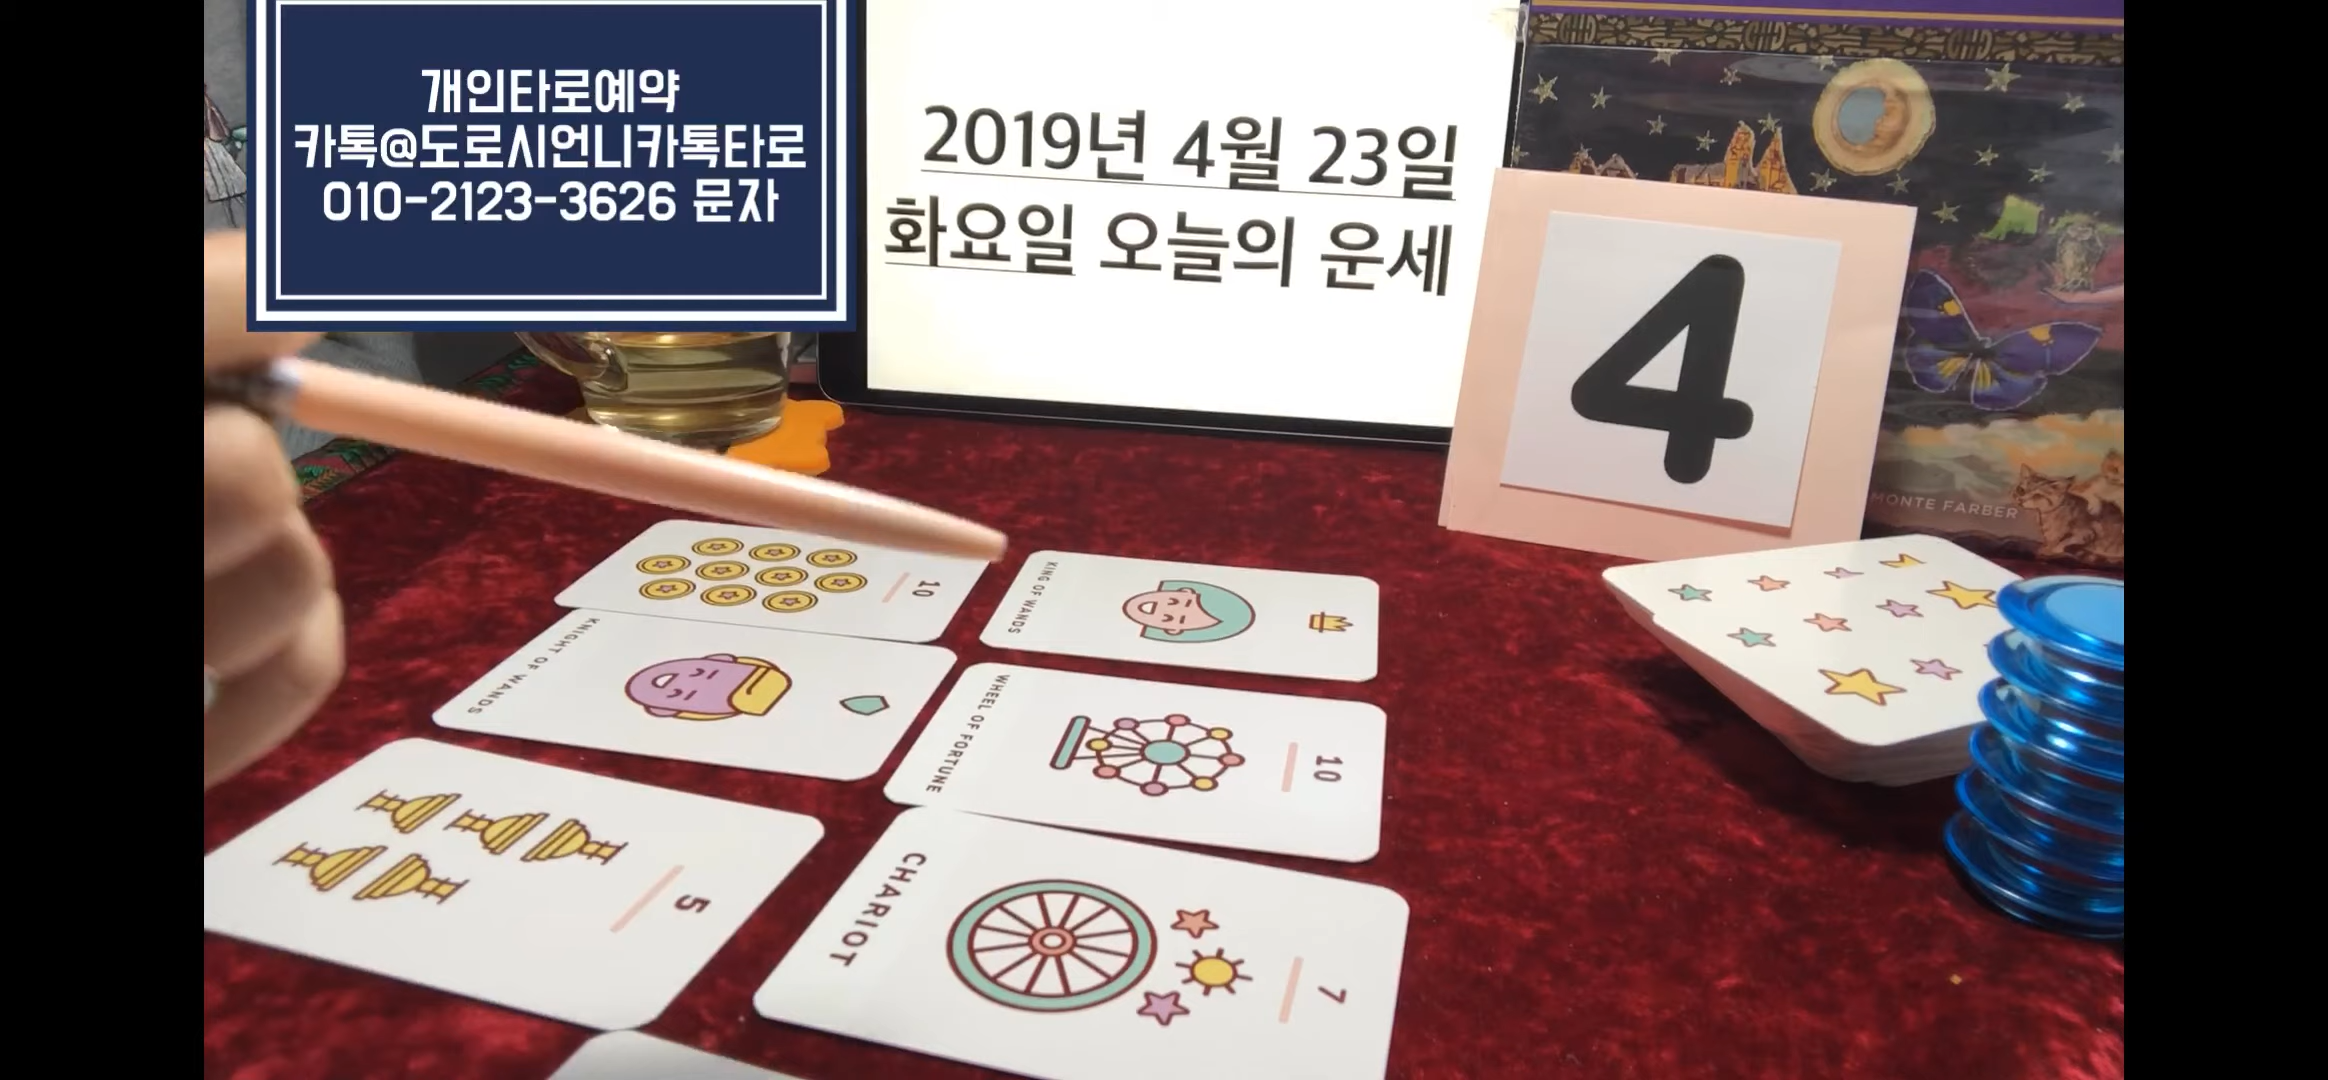 개인타로예약
카톡@도로시언니카톡타로
010-2123-3626 문자
2019년 4월 23일
화요일 오늘의 운세
4
MONTE FARBER
10
KING OF WANDS
KNIGHT OF WANDS
WHEEL OF FORTUNE
10
5
CHARIOT
7